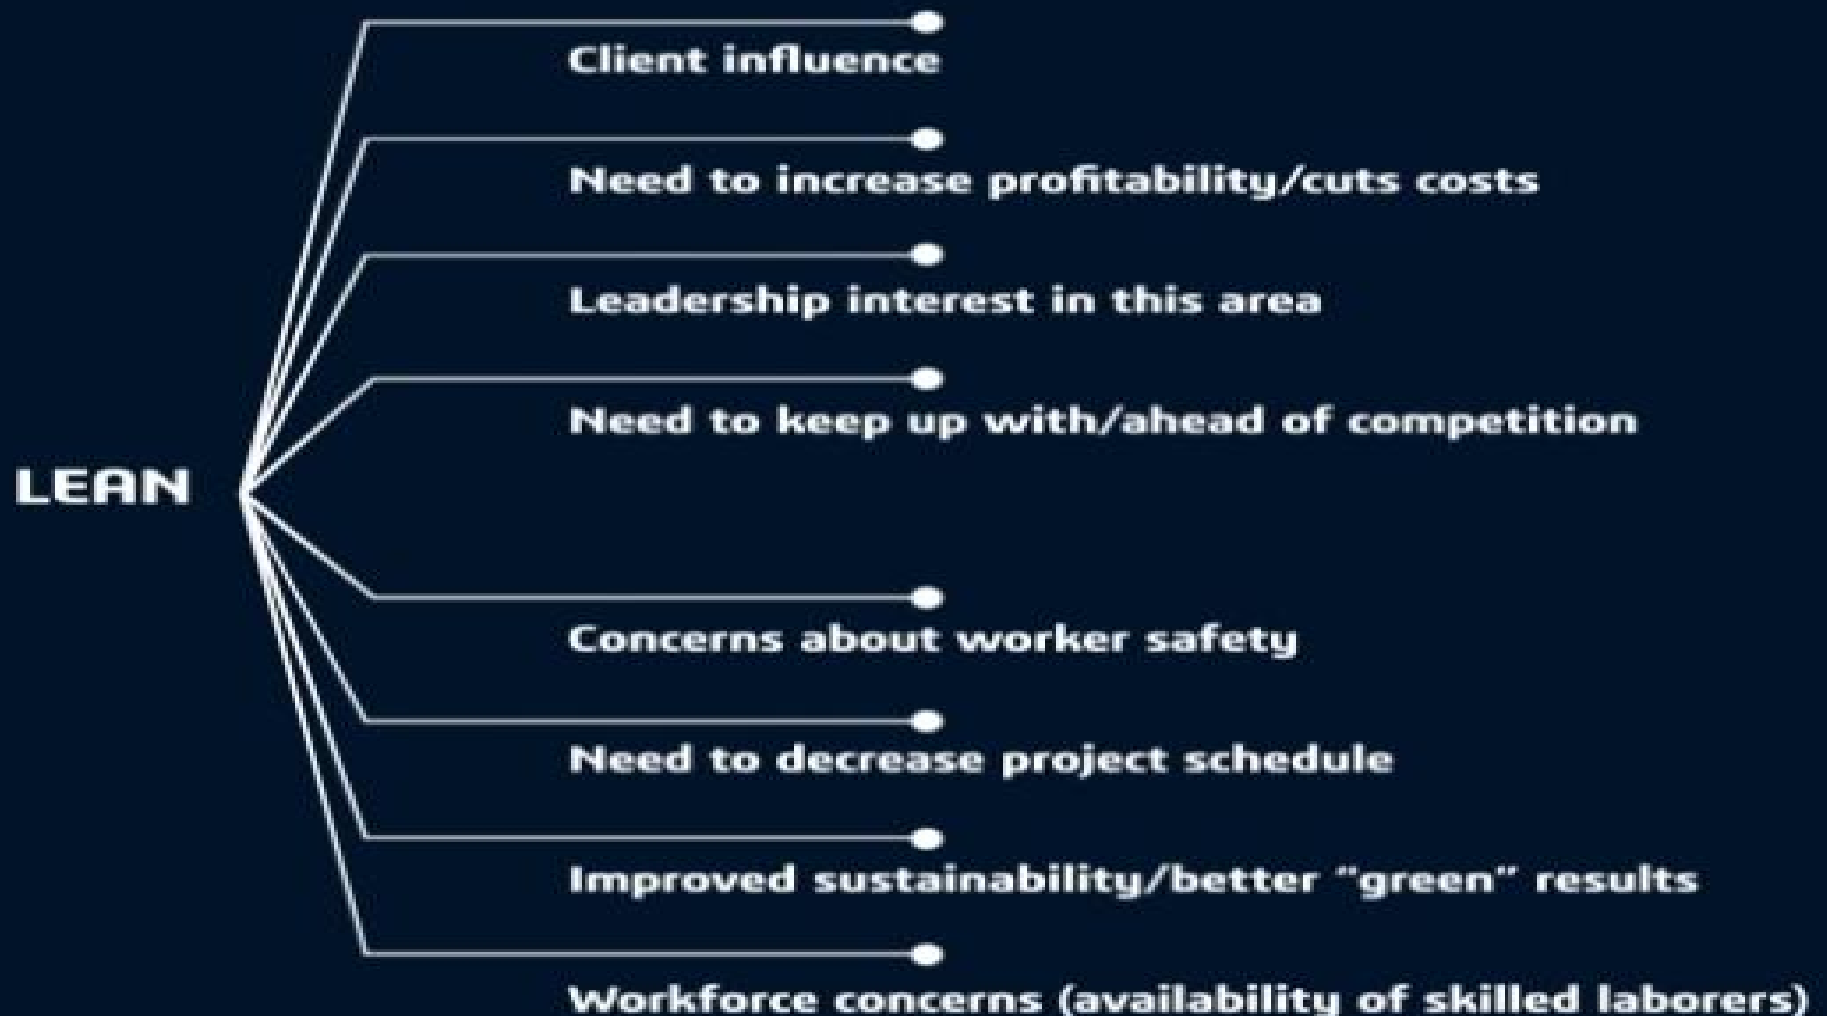 Client influence
Need to increase profitability/cuts costs
Leadership interest in this area
Need to keep up with/ahead of competition
LEAN
Concerns about worker safety
Need to decrease project schedule
Improved sustainability/better “green” results
Workforce concerns (availability of skilled laborers)